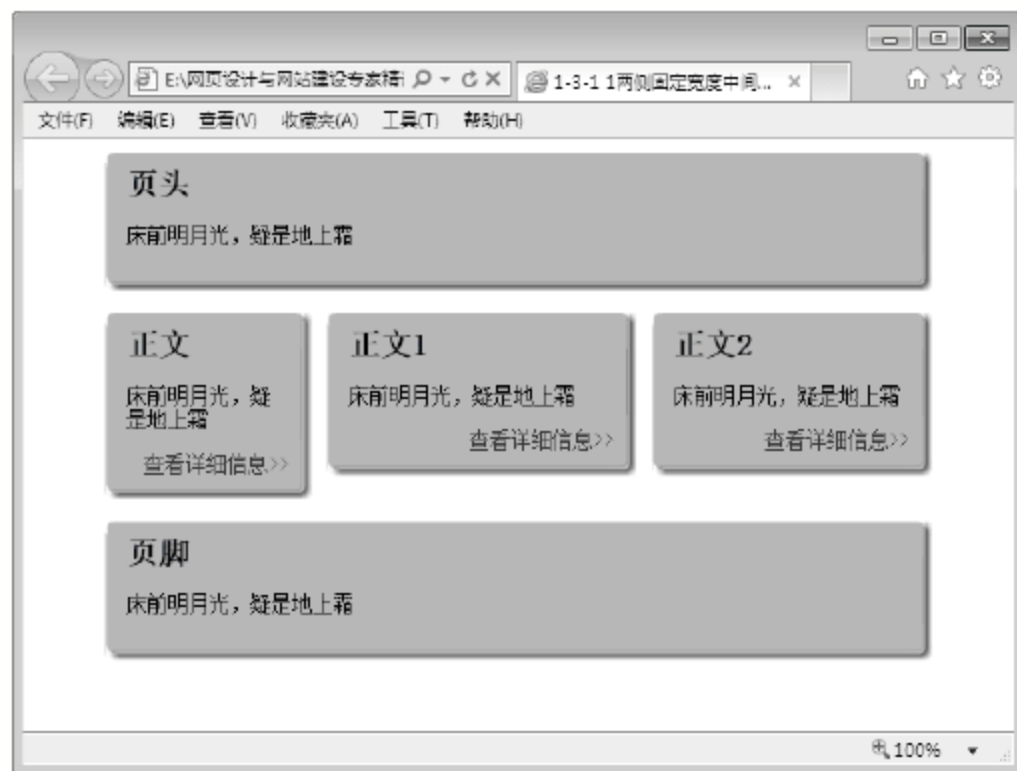 E:\网页设计与网站建设专家精
1-3-1 1两侧固定宽度中间...
文件(F) 编辑(E) 查看(V) 收藏夹(A) 工具(T) 帮助(H)
页头
床前明月光，疑是地上霜
正文
床前明月光，疑
是地上霜
查看详细信息>>
正文1
床前明月光，疑是地上霜
查看详细信息>>
正文2
床前明月光，疑是地上霜
查看详细信息>>
页脚
床前明月光，疑是地上霜
100%